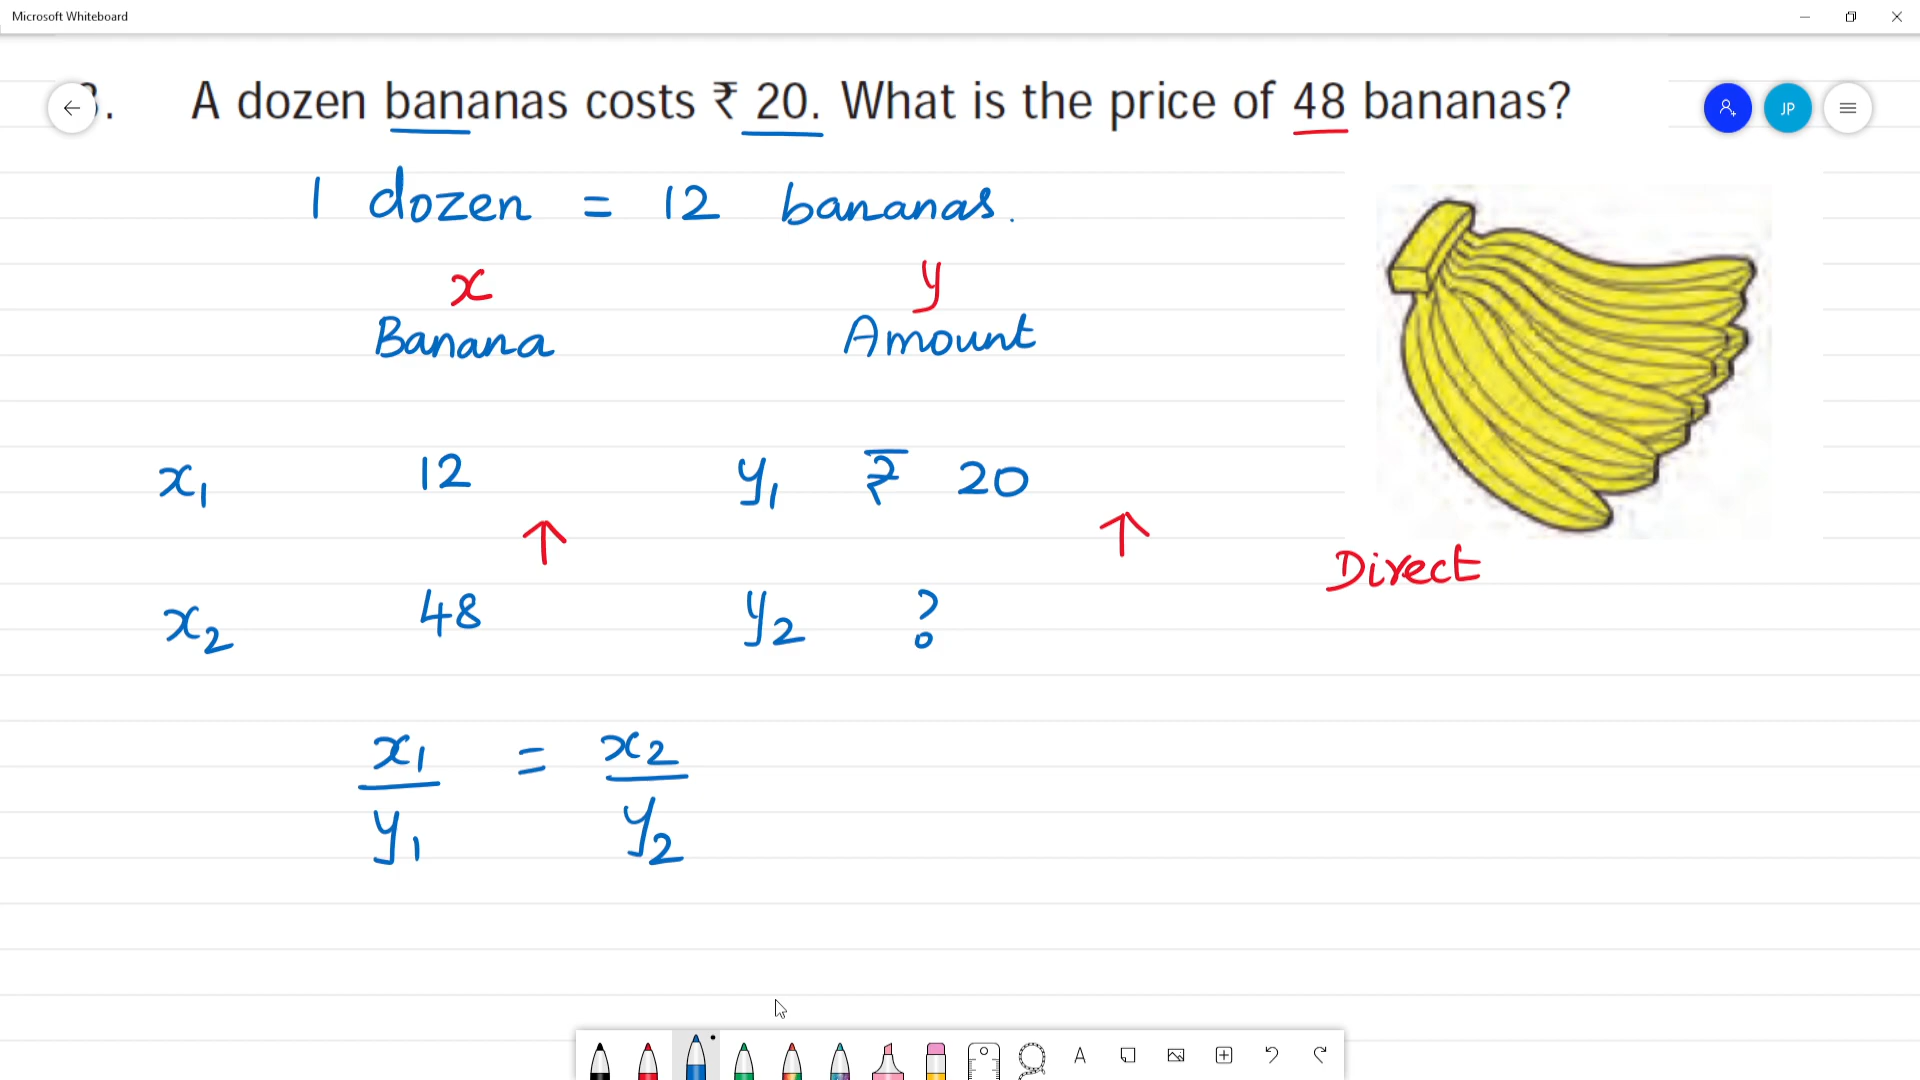 Microsoft Whiteboard
3. A dozen bananas costs ₹ 20. What is the price of 48 bananas?
JP
1 dozen = 12 bananas.
x y
Banana Amount
x₁ 12 y₁ ₹ 20
Direct
x₂ 48 y₂ ?
x₁ = x₂
y₁ y₂
A